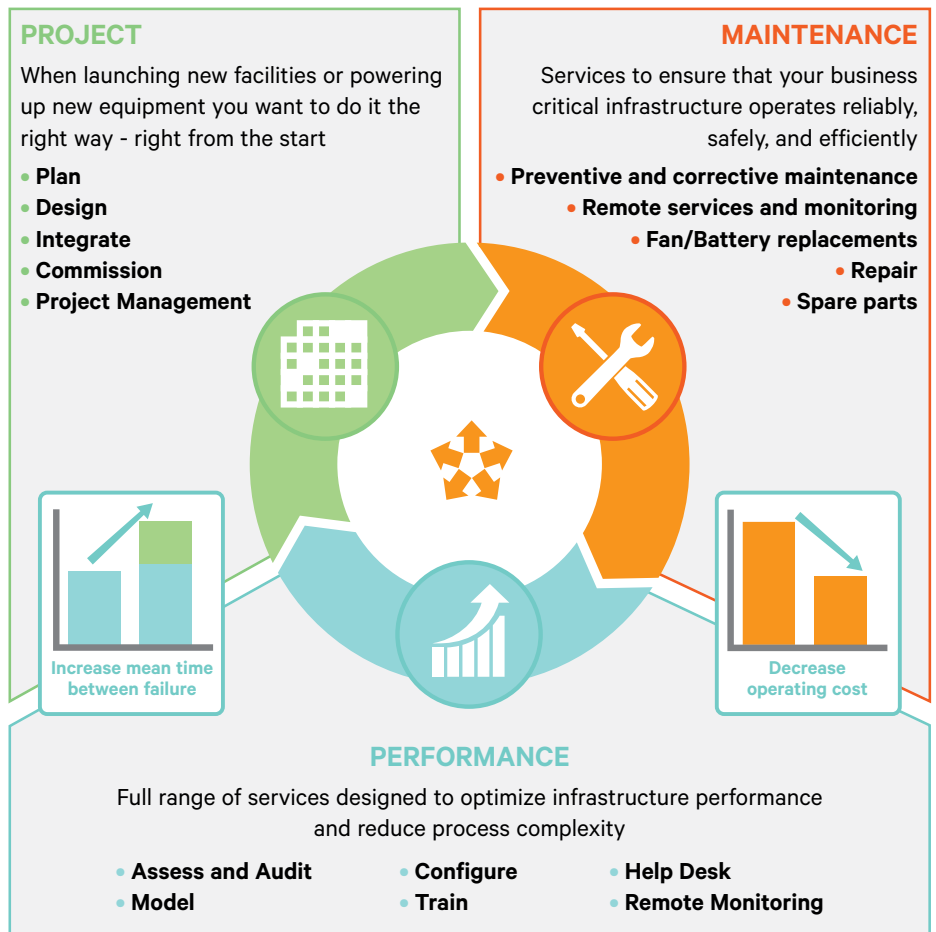 PROJECT
When launching new facilities or powering
up new equipment you want to do it the
right way - right from the start
• Plan
• Design
• Integrate
• Commission
• Project Management
MAINTENANCE
Services to ensure that your business
critical infrastructure operates reliably,
safely, and efficiently
• Preventive and corrective maintenance
• Remote services and monitoring
• Fan/Battery replacements
• Repair
• Spare parts
Increase mean time
between failure
Decrease
operating cost
PERFORMANCE
Full range of services designed to optimize infrastructure performance
and reduce process complexity
• Assess and Audit
• Model
• Configure
• Train
• Help Desk
• Remote Monitoring